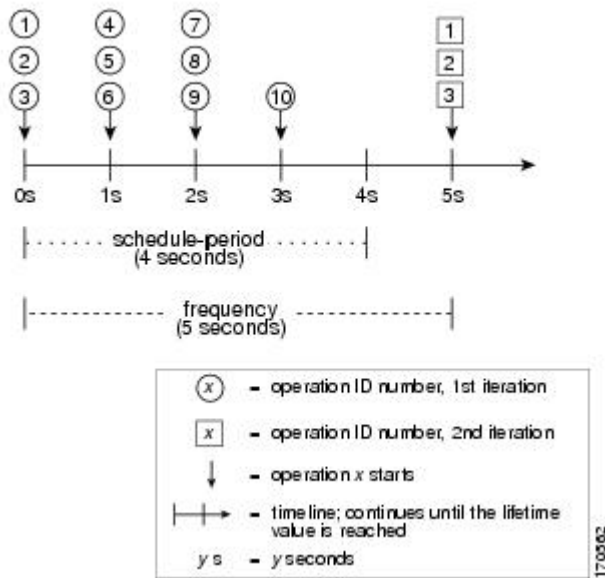 1 4 7 1
2 5 8 2
3 6 9 10 3
0s 1s 2s 3s 4s 5s
schedule-period
(4 seconds)
frequency
(5 seconds)
x = operation ID number, 1st iteration
x = operation ID number, 2nd iteration
= operation x starts
= timeline; continues until the lifetime
value is reached
y s = y seconds
170562